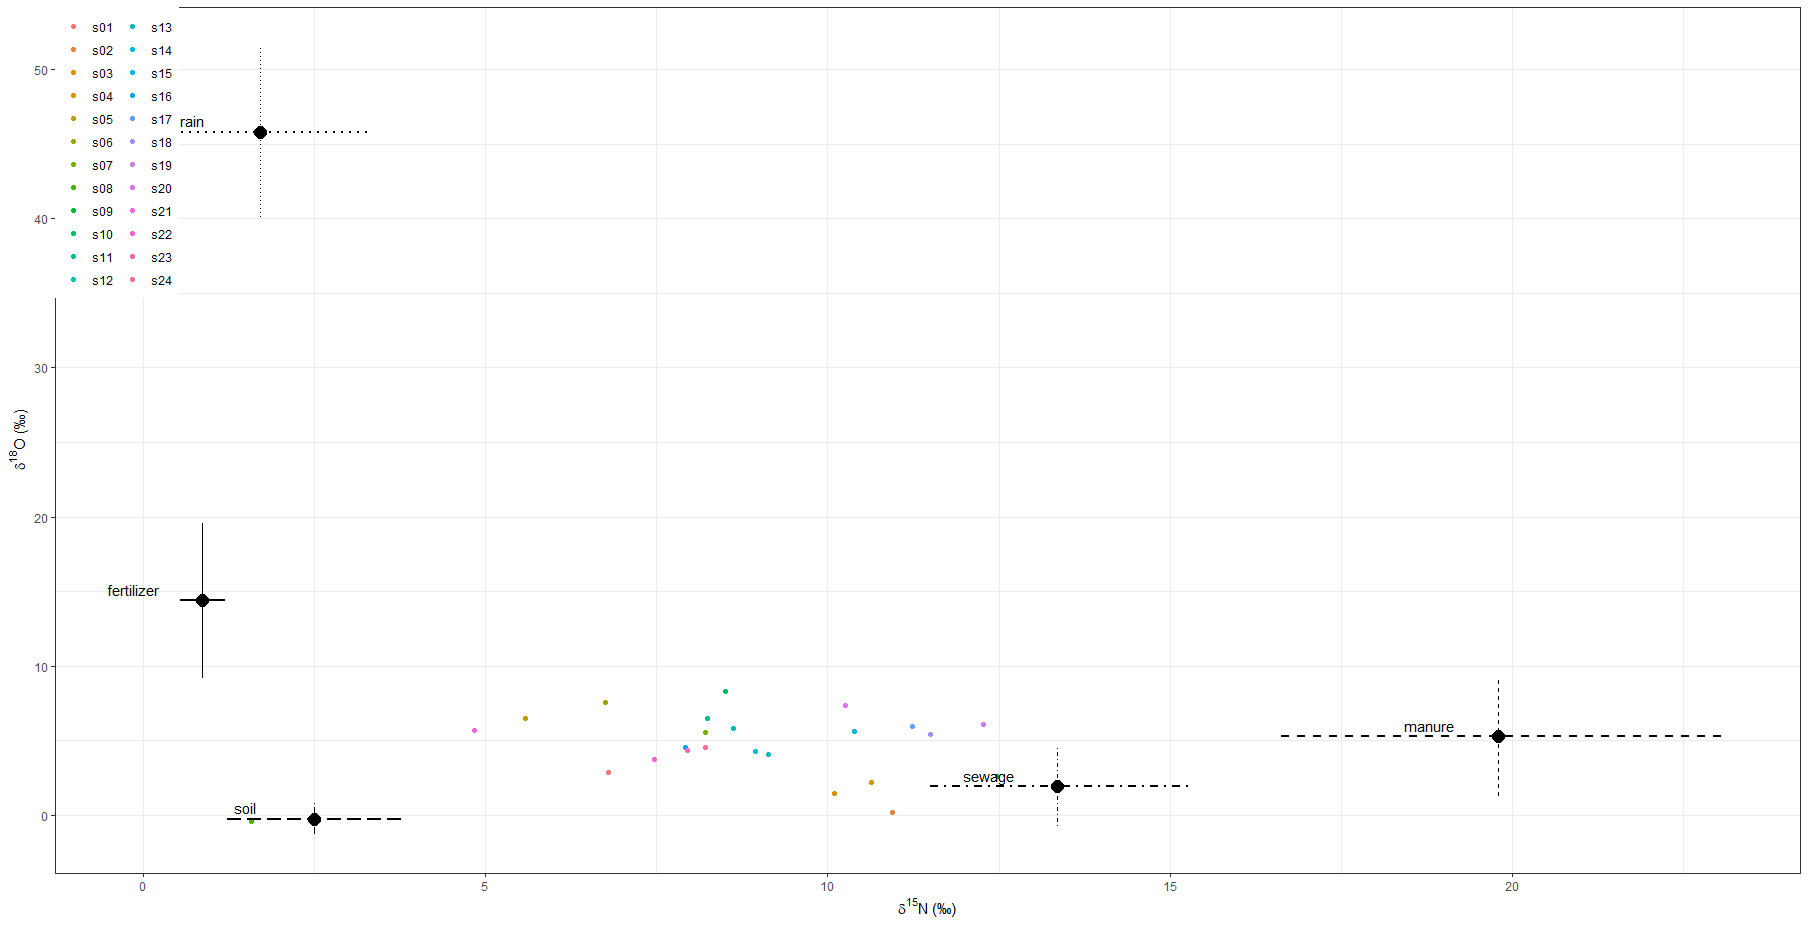 s01 s13
s02 s14
s03 s15
s04 s16
s05 s17
s06 s18
s07 s19
s08 s20
s09 s21
s10 s22
s11 s23
s12 s24
rain
fertilizer
soil
sewage
manure
50
40
30
20
10
0
δ18O (‰)
0 5 10 15 20
δ15N (‰)